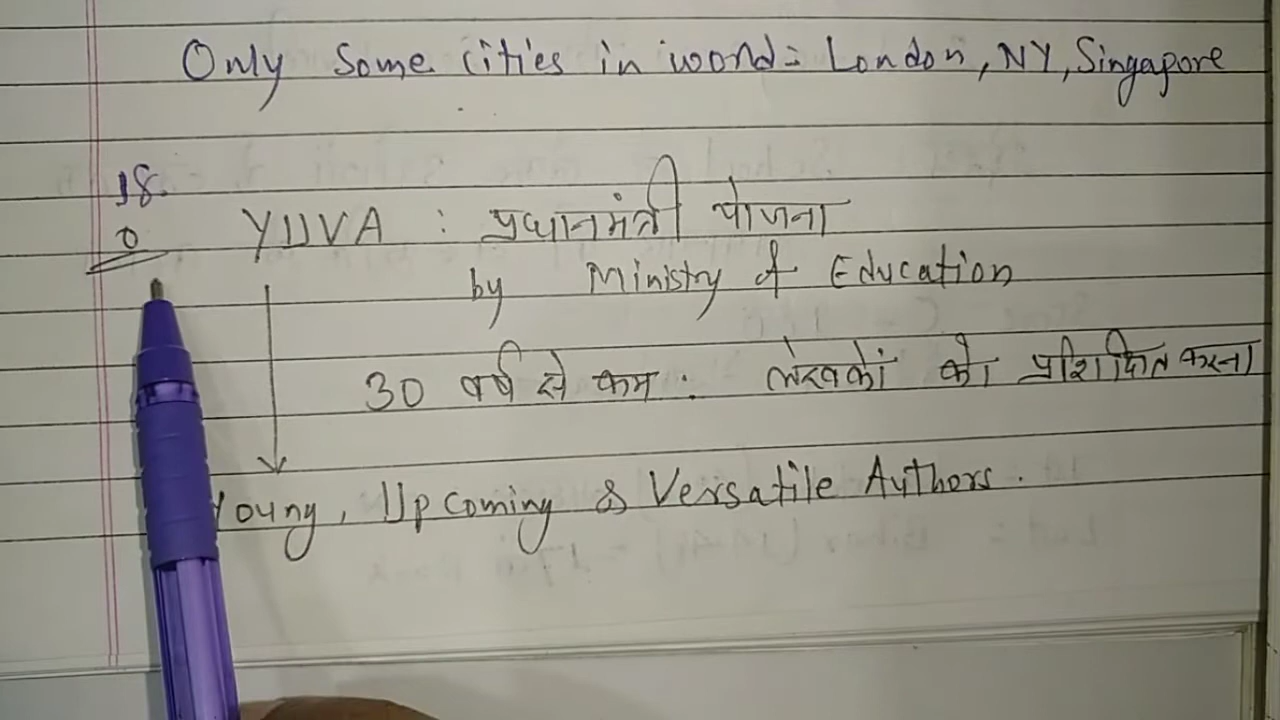 Only Some Cities in world = London, NY, Singapore
18.
YUVA : प्रधानमंत्री योजना
by Ministry of Education
30 वर्ष से कम . लेखकों को प्रशिक्षित करना
Young, Upcoming & Versatile Authors .